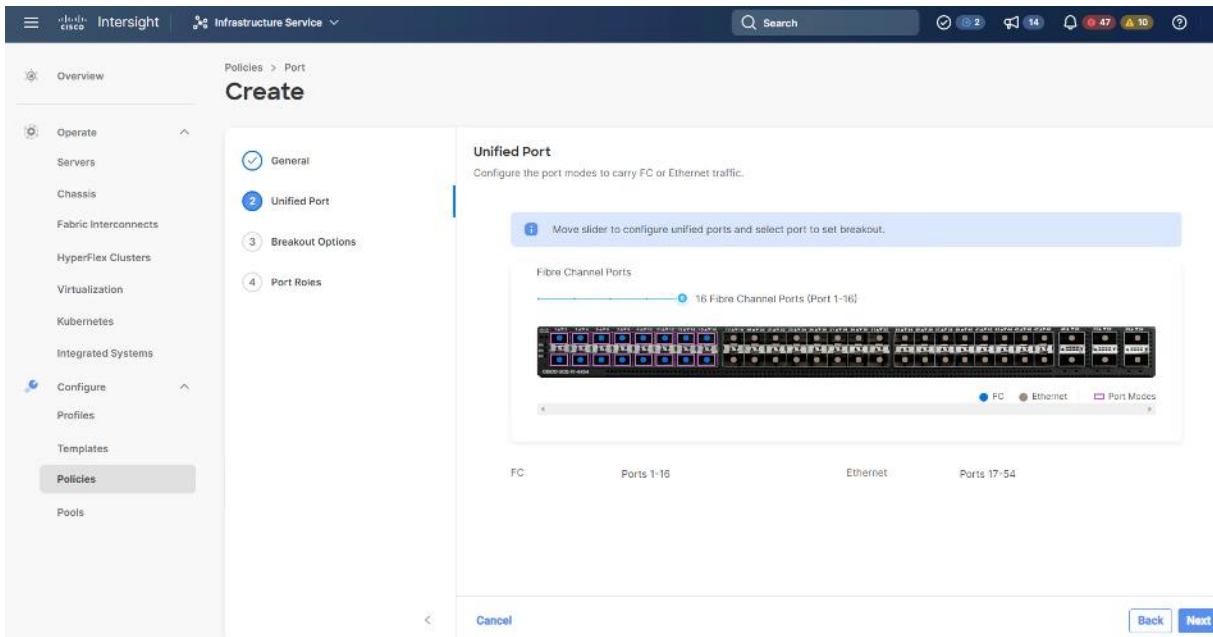 cisco Intersight Infrastructure Service Search 2 14 47 10
Overview
Operate
Servers
Chassis
Fabric Interconnects
HyperFlex Clusters
Virtualization
Kubernetes
Integrated Systems
Configure
Profiles
Templates
Policies
Pools
Policies > Port
Create
General
2 Unified Port
3 Breakout Options
4 Port Roles
<
Unified Port
Configure the port modes to carry FC or Ethernet traffic.
Move slider to configure unified ports and select port to set breakout.
Fibre Channel Ports
16 Fibre Channel Ports (Port 1-16)
FC Ethernet Port Modes
FC Ports 1-16 Ethernet Ports 17-54
Cancel Back Next